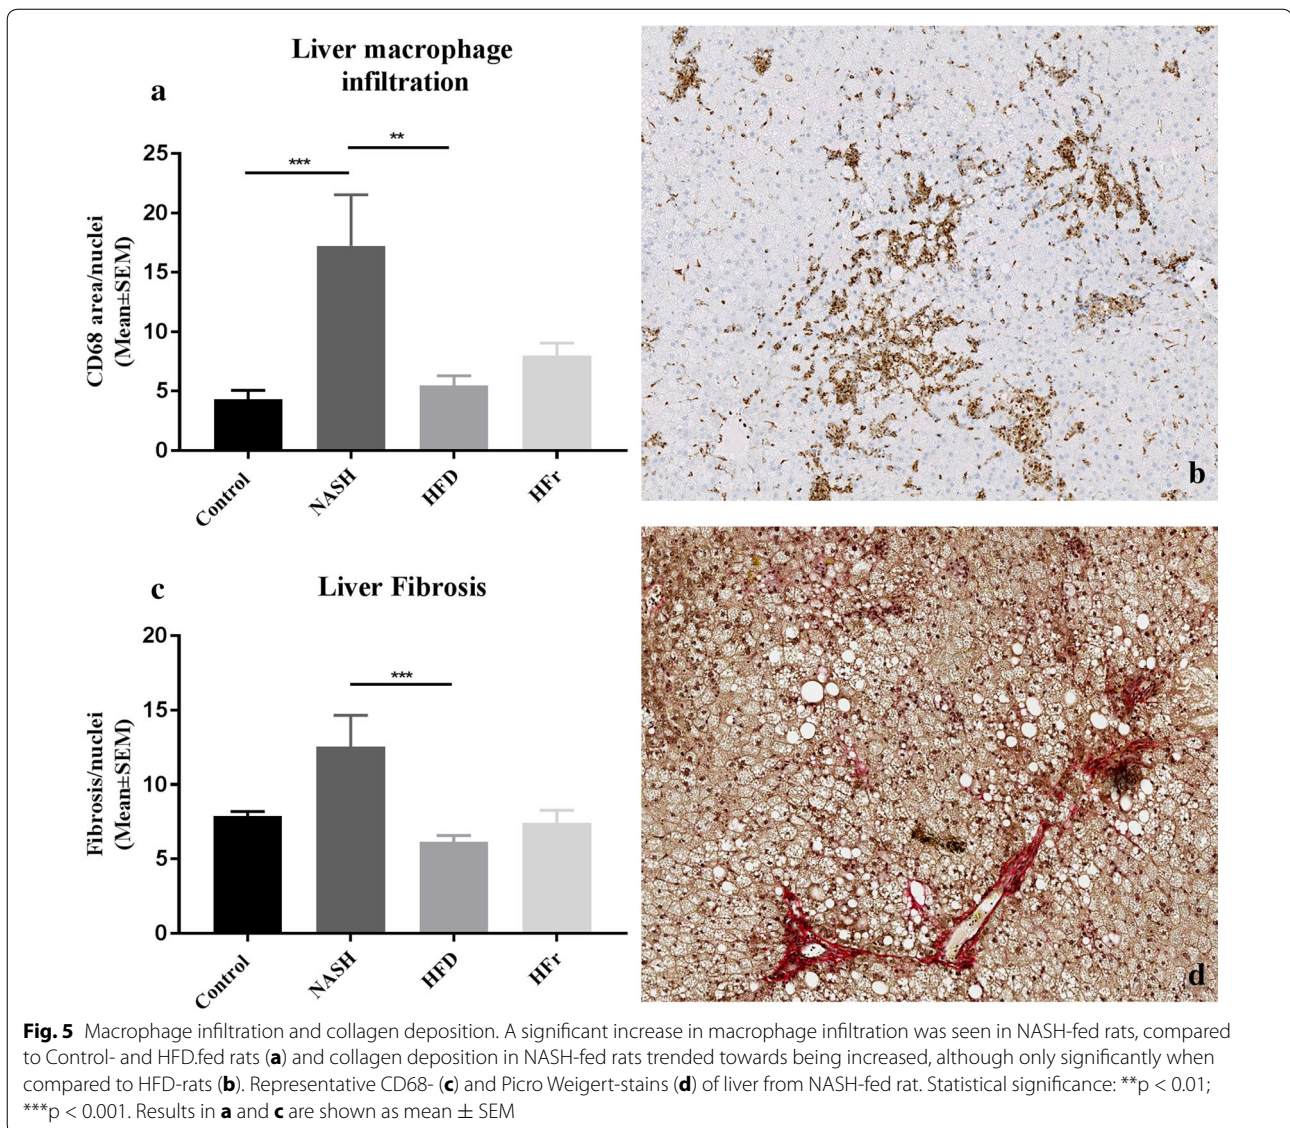 Liver macrophage
infiltration
a
CD68 area/nuclei
(Mean±SEM)
25
20
15
10
5
0
***
**
Control
NASH
HFD
HFr
b
c
Liver Fibrosis
Fibrosis/nuclei
(Mean±SEM)
20
15
10
5
0
***
Control
NASH
HFD
HFr
d
Fig. 5 Macrophage infiltration and collagen deposition. A significant increase in macrophage infiltration was seen in NASH-fed rats, compared
to Control- and HFD.fed rats (a) and collagen deposition in NASH-fed rats trended towards being increased, although only significantly when
compared to HFD-rats (b). Representative CD68- (c) and Picro Weigert-stains (d) of liver from NASH-fed rat. Statistical significance: **p < 0.01;
***p < 0.001. Results in a and c are shown as mean ± SEM